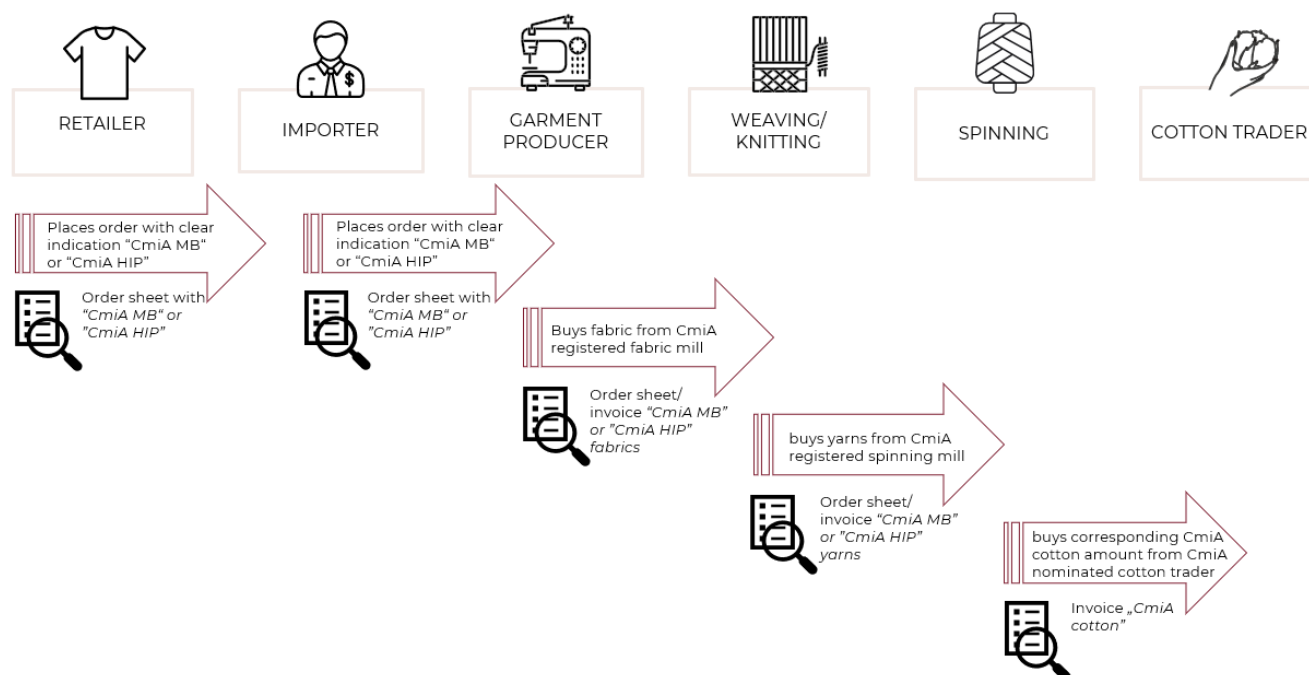 RETAILER
IMPORTER
GARMENT
PRODUCER
WEAVING/
KNITTING
SPINNING
COTTON TRADER
Places order with clear
indication “CmiA MB“
or “CmiA HIP”
Order sheet with
“CmiA MB“ or
”CmiA HIP”
Places order with clear
indication “CmiA MB“
or “CmiA HIP”
Order sheet with
“CmiA MB“ or
”CmiA HIP”
Buys fabric from CmiA
registered fabric mill
Order sheet/
invoice “CmiA MB”
or ”CmiA HIP”
fabrics
buys yarns from CmiA
registered spinning mill
Order sheet/
invoice “CmiA MB”
or ”CmiA HIP”
yarns
buys corresponding CmiA
cotton amount from CmiA
nominated cotton trader
Invoice „CmiA
cotton”